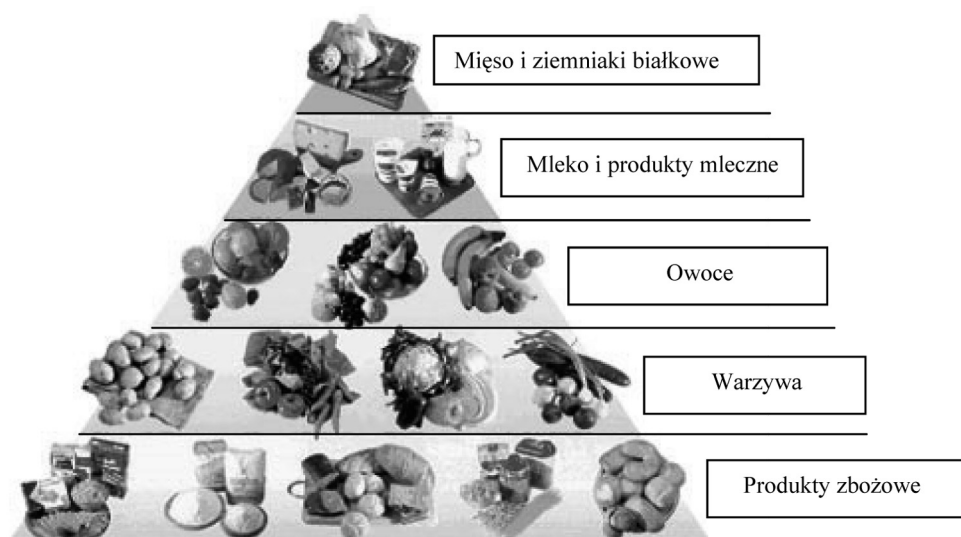 Mięso i ziemniaki białkowe
Mleko i produkty mleczne
Owoce
Warzywa
Produkty zbożowe